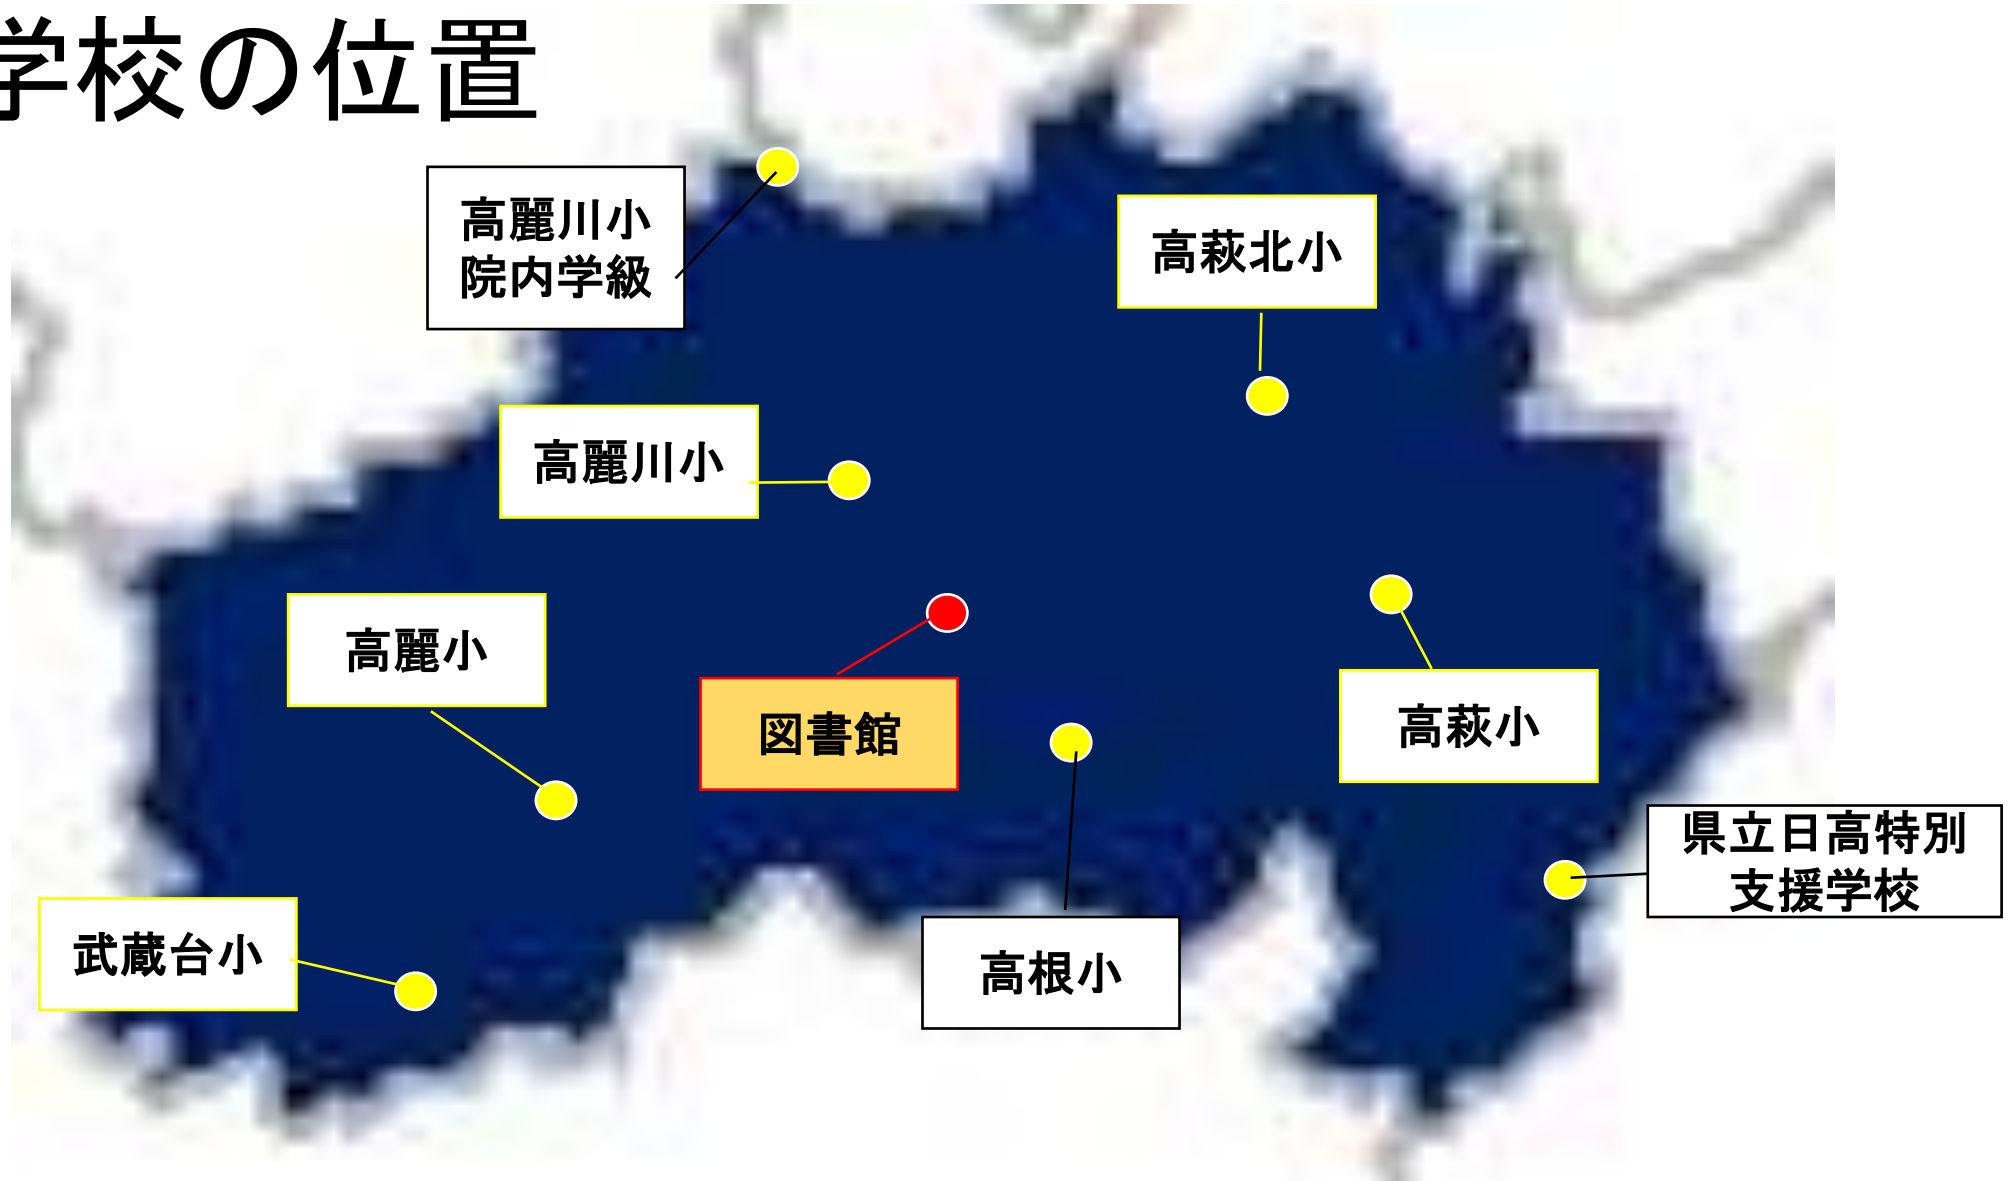 学校の位置
高麗川小
院内学級
高萩北小
高麗川小
高麗小
図書館
高萩小
県立日高特別
支援学校
武蔵台小
高根小